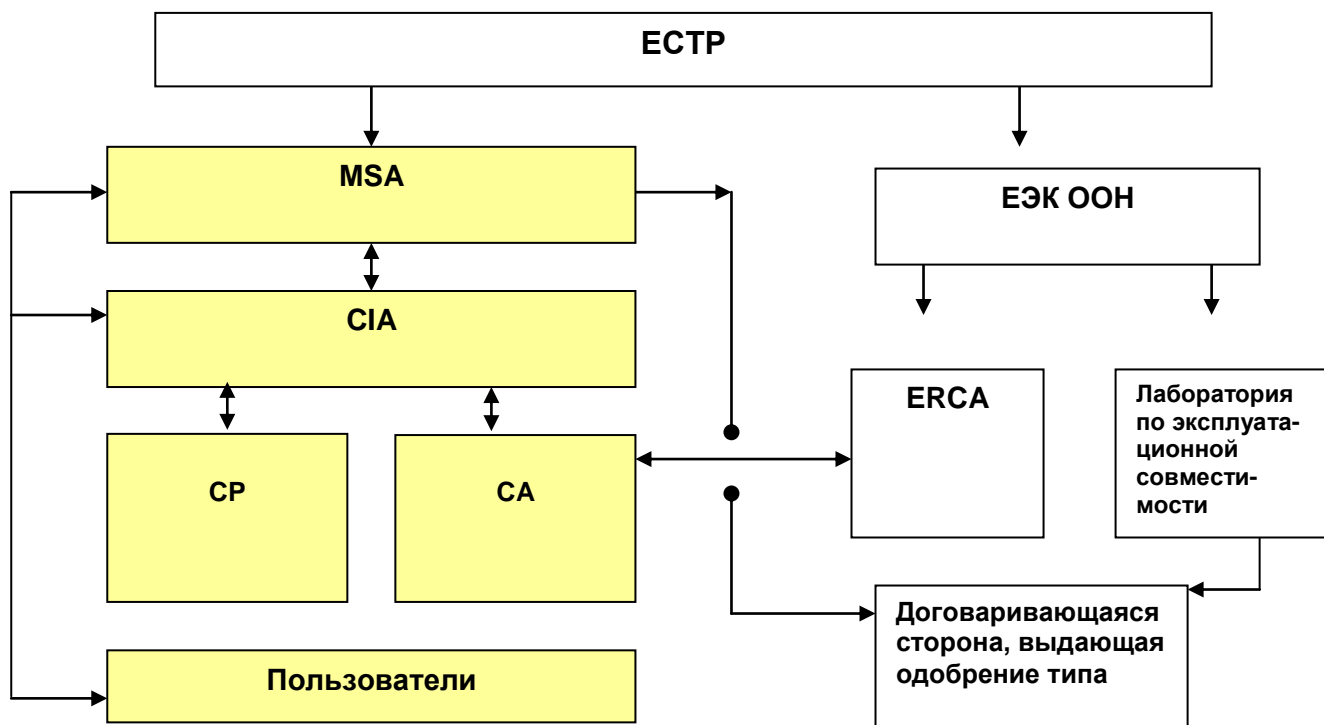 ЕСТР
MSA
ЕЭК ООН
CIA
CP
CA
ERCA
Лаборатория
по эксплуата-
ционной
совмести-
мости
Договаривающаяся
сторона, выдающая
одобрение типа
Пользователи